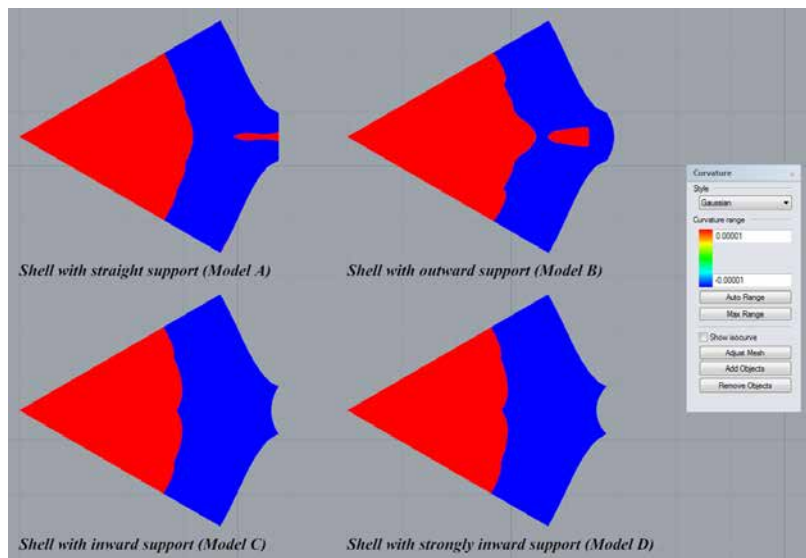 Shell with straight support (Model A)
Shell with outward support (Model B)
Shell with inward support (Model C)
Shell with strongly inward support (Model D)
Curvature
Style
Gaussian
Curvature range
0.00001
-0.00001
Auto Range
Max Range
Show isocurve
Adjust Mesh
Add Objects
Remove Objects